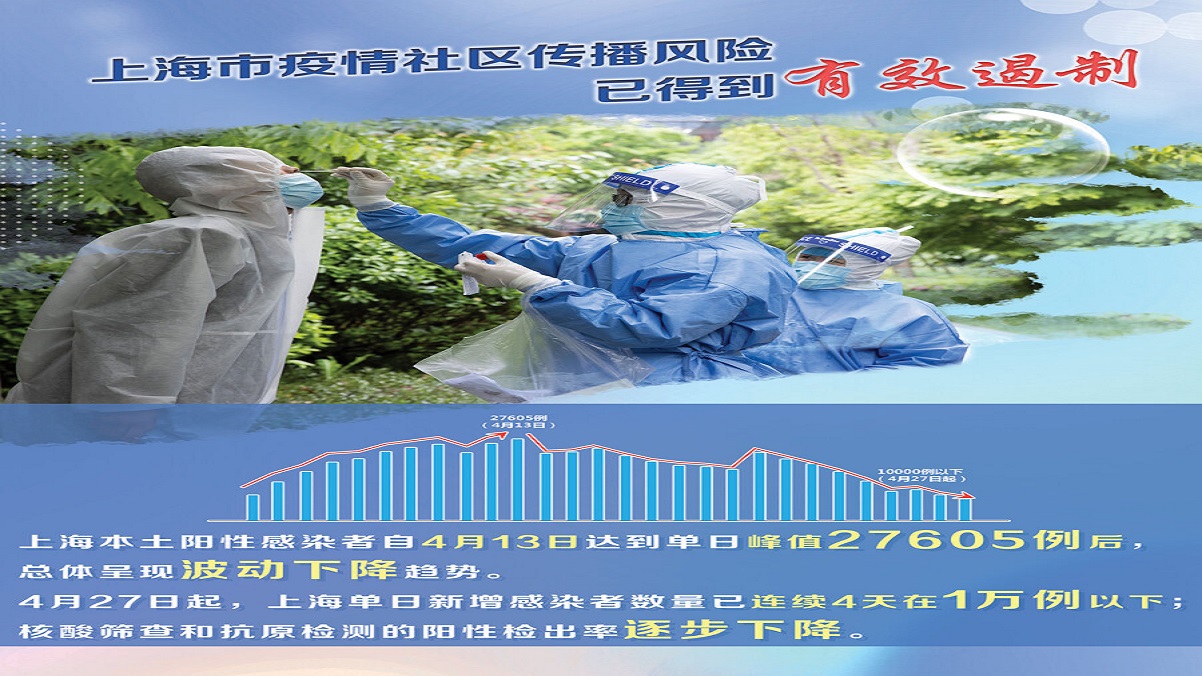 上海市疫情社区传播风险
已得到有效遏制
SHIELD
SHIELD
27605例
(4月13日)
10000例以下
(4月27日起)
上海本土阳性感染者自4月13日达到单日峰值27605例后，
总体呈现波动下降趋势。
4月27日起，上海单日新增感染者数量已连续4天在1万例以下；
核酸筛查和抗原检测的阳性检出率逐步下降。